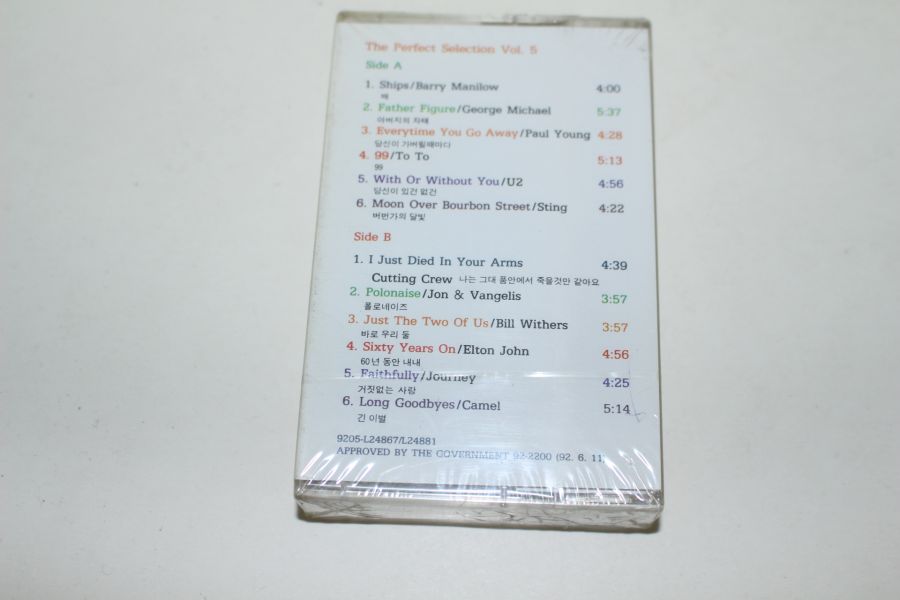 The Perfect Selection Vol. 5
Side A
1. Ships/Barry Manilow 4:00
배
2. Father Figure/George Michael 5:37
아버지의 자태
3. Everytime You Go Away/Paul Young 4:28
당신이 가버릴때마다
4. 99/To To 5:13
99
5. With Or Without You/U2 4:56
당신이 있건 없건
6. Moon Over Bourbon Street/Sting 4:22
버번가의 달빛
Side B
1. I Just Died In Your Arms 4:39
Cutting Crew 나는 그대 품안에서 죽을것만 같아요
2. Polonaise/Jon & Vangelis 3:57
폴로네이즈
3. Just The Two Of Us/Bill Withers 3:57
바로 우리 둘
4. Sixty Years On/Elton John 4:56
60년 동안 내내
5. Faithfully/Journey 4:25
거짓없는 사랑
6. Long Goodbyes/Camel 5:14
긴 이별
9205-L24867/L24881
APPROVED BY THE GOVERNMENT 92-2200 (92. 6. 11)